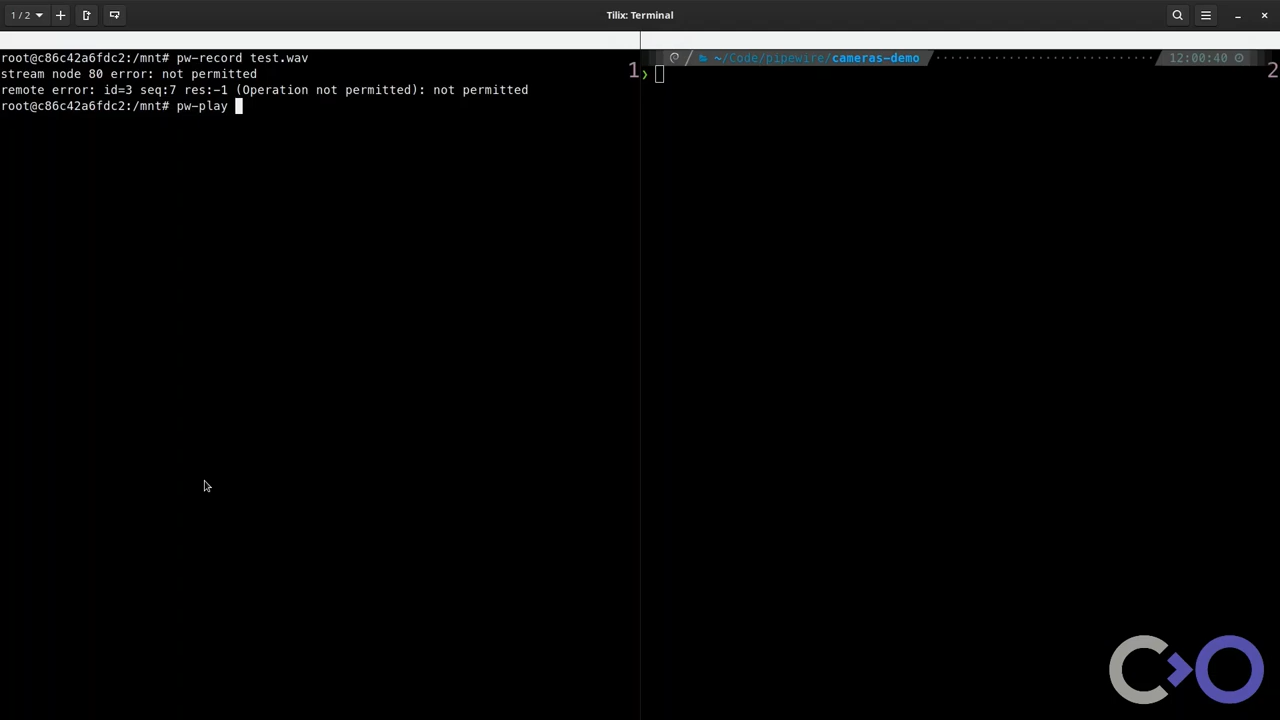 1 / 2
Tilix: Terminal
root@c86c42a6fdc2:/mnt# pw-record test.wav
stream node 80 error: not permitted
remote error: id=3 seq:7 res:-1 (Operation not permitted): not permitted
root@c86c42a6fdc2:/mnt# pw-play
1
~/Code/pipewire/cameras-demo
12:00:40
2